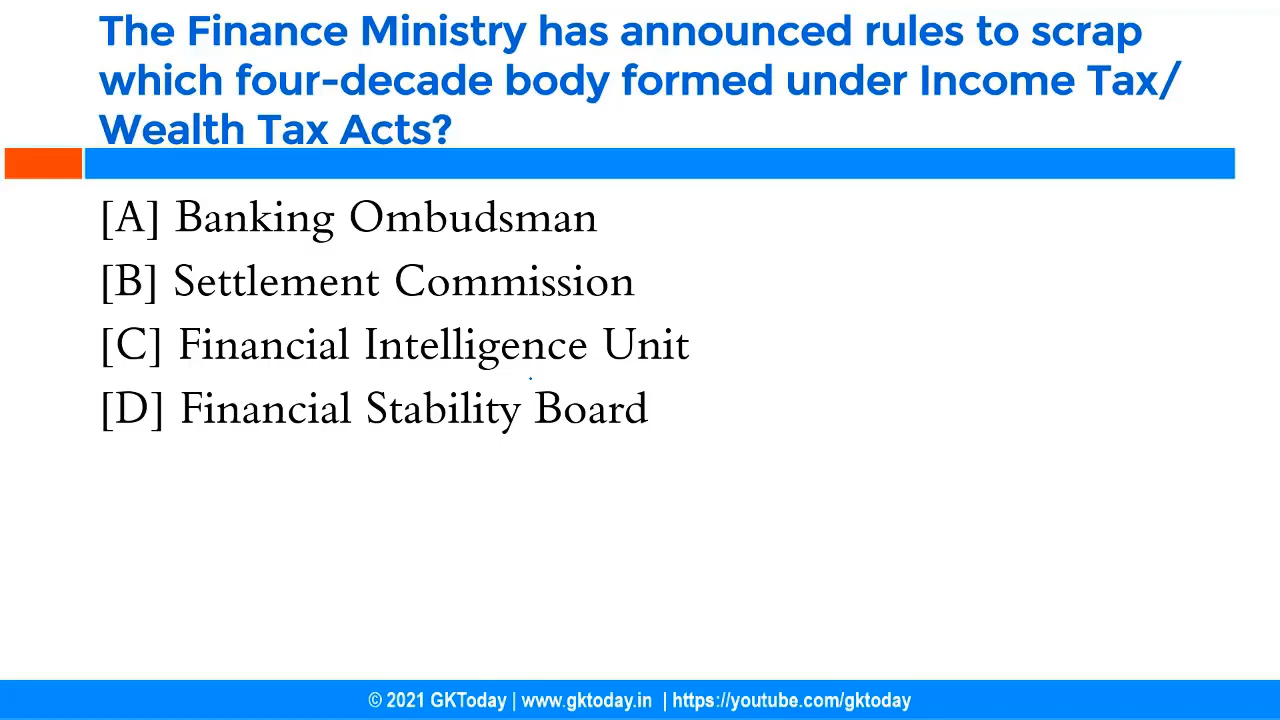 The Finance Ministry has announced rules to scrap
which four-decade body formed under Income Tax/
Wealth Tax Acts?
[A] Banking Ombudsman
[B] Settlement Commission
[C] Financial Intelligence Unit
[D] Financial Stability Board
© 2021 GKToday | www.gktoday.in | https://youtube.com/gktoday